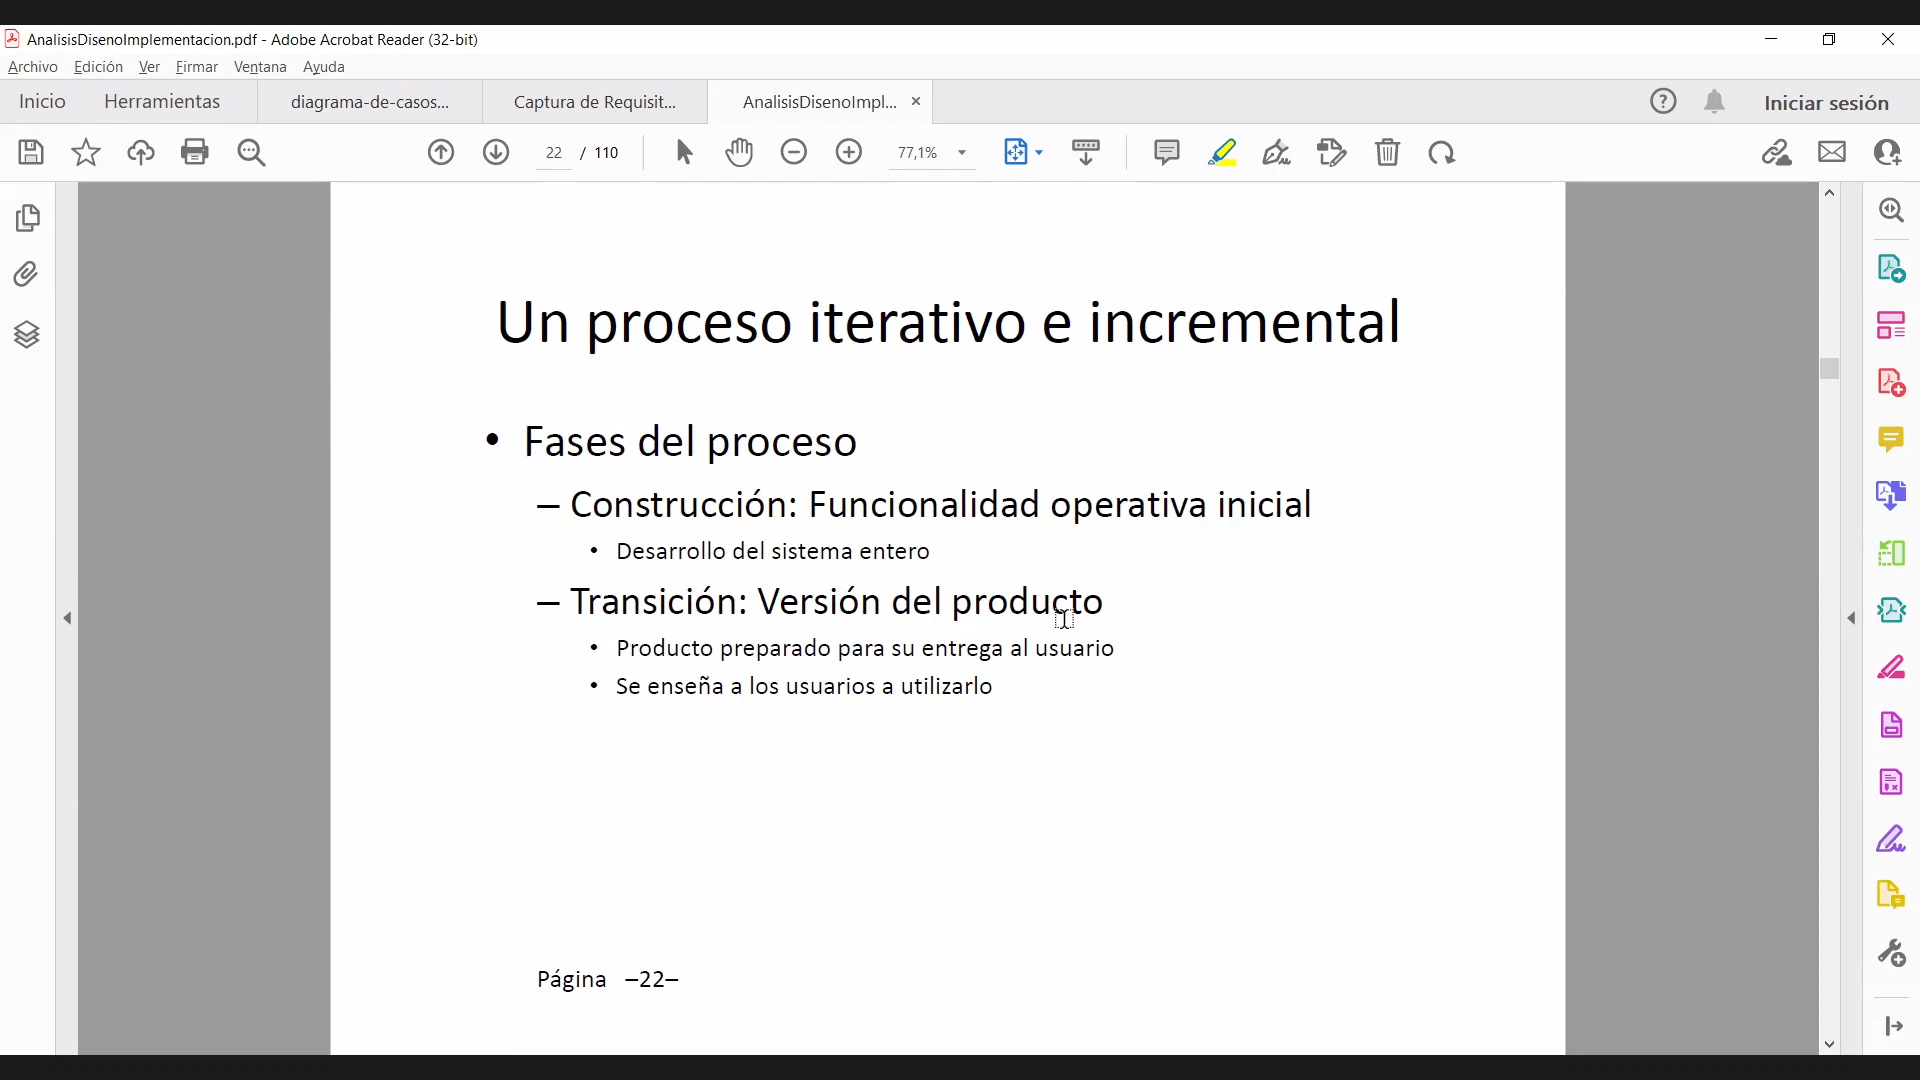 AnalisisDisenoImplementacion.pdf - Adobe Acrobat Reader (32-bit)
Archivo Edición Ver Firmar Ventana Ayuda
Inicio Herramientas diagrama-de-casos... Captura de Requisit... AnalisisDisenoImpl... × Iniciar sesión
22 / 110 77,1%
Un proceso iterativo e incremental
• Fases del proceso
– Construcción: Funcionalidad operativa inicial
• Desarrollo del sistema entero
– Transición: Versión del producto
• Producto preparado para su entrega al usuario
• Se enseña a los usuarios a utilizarlo
Página –22–